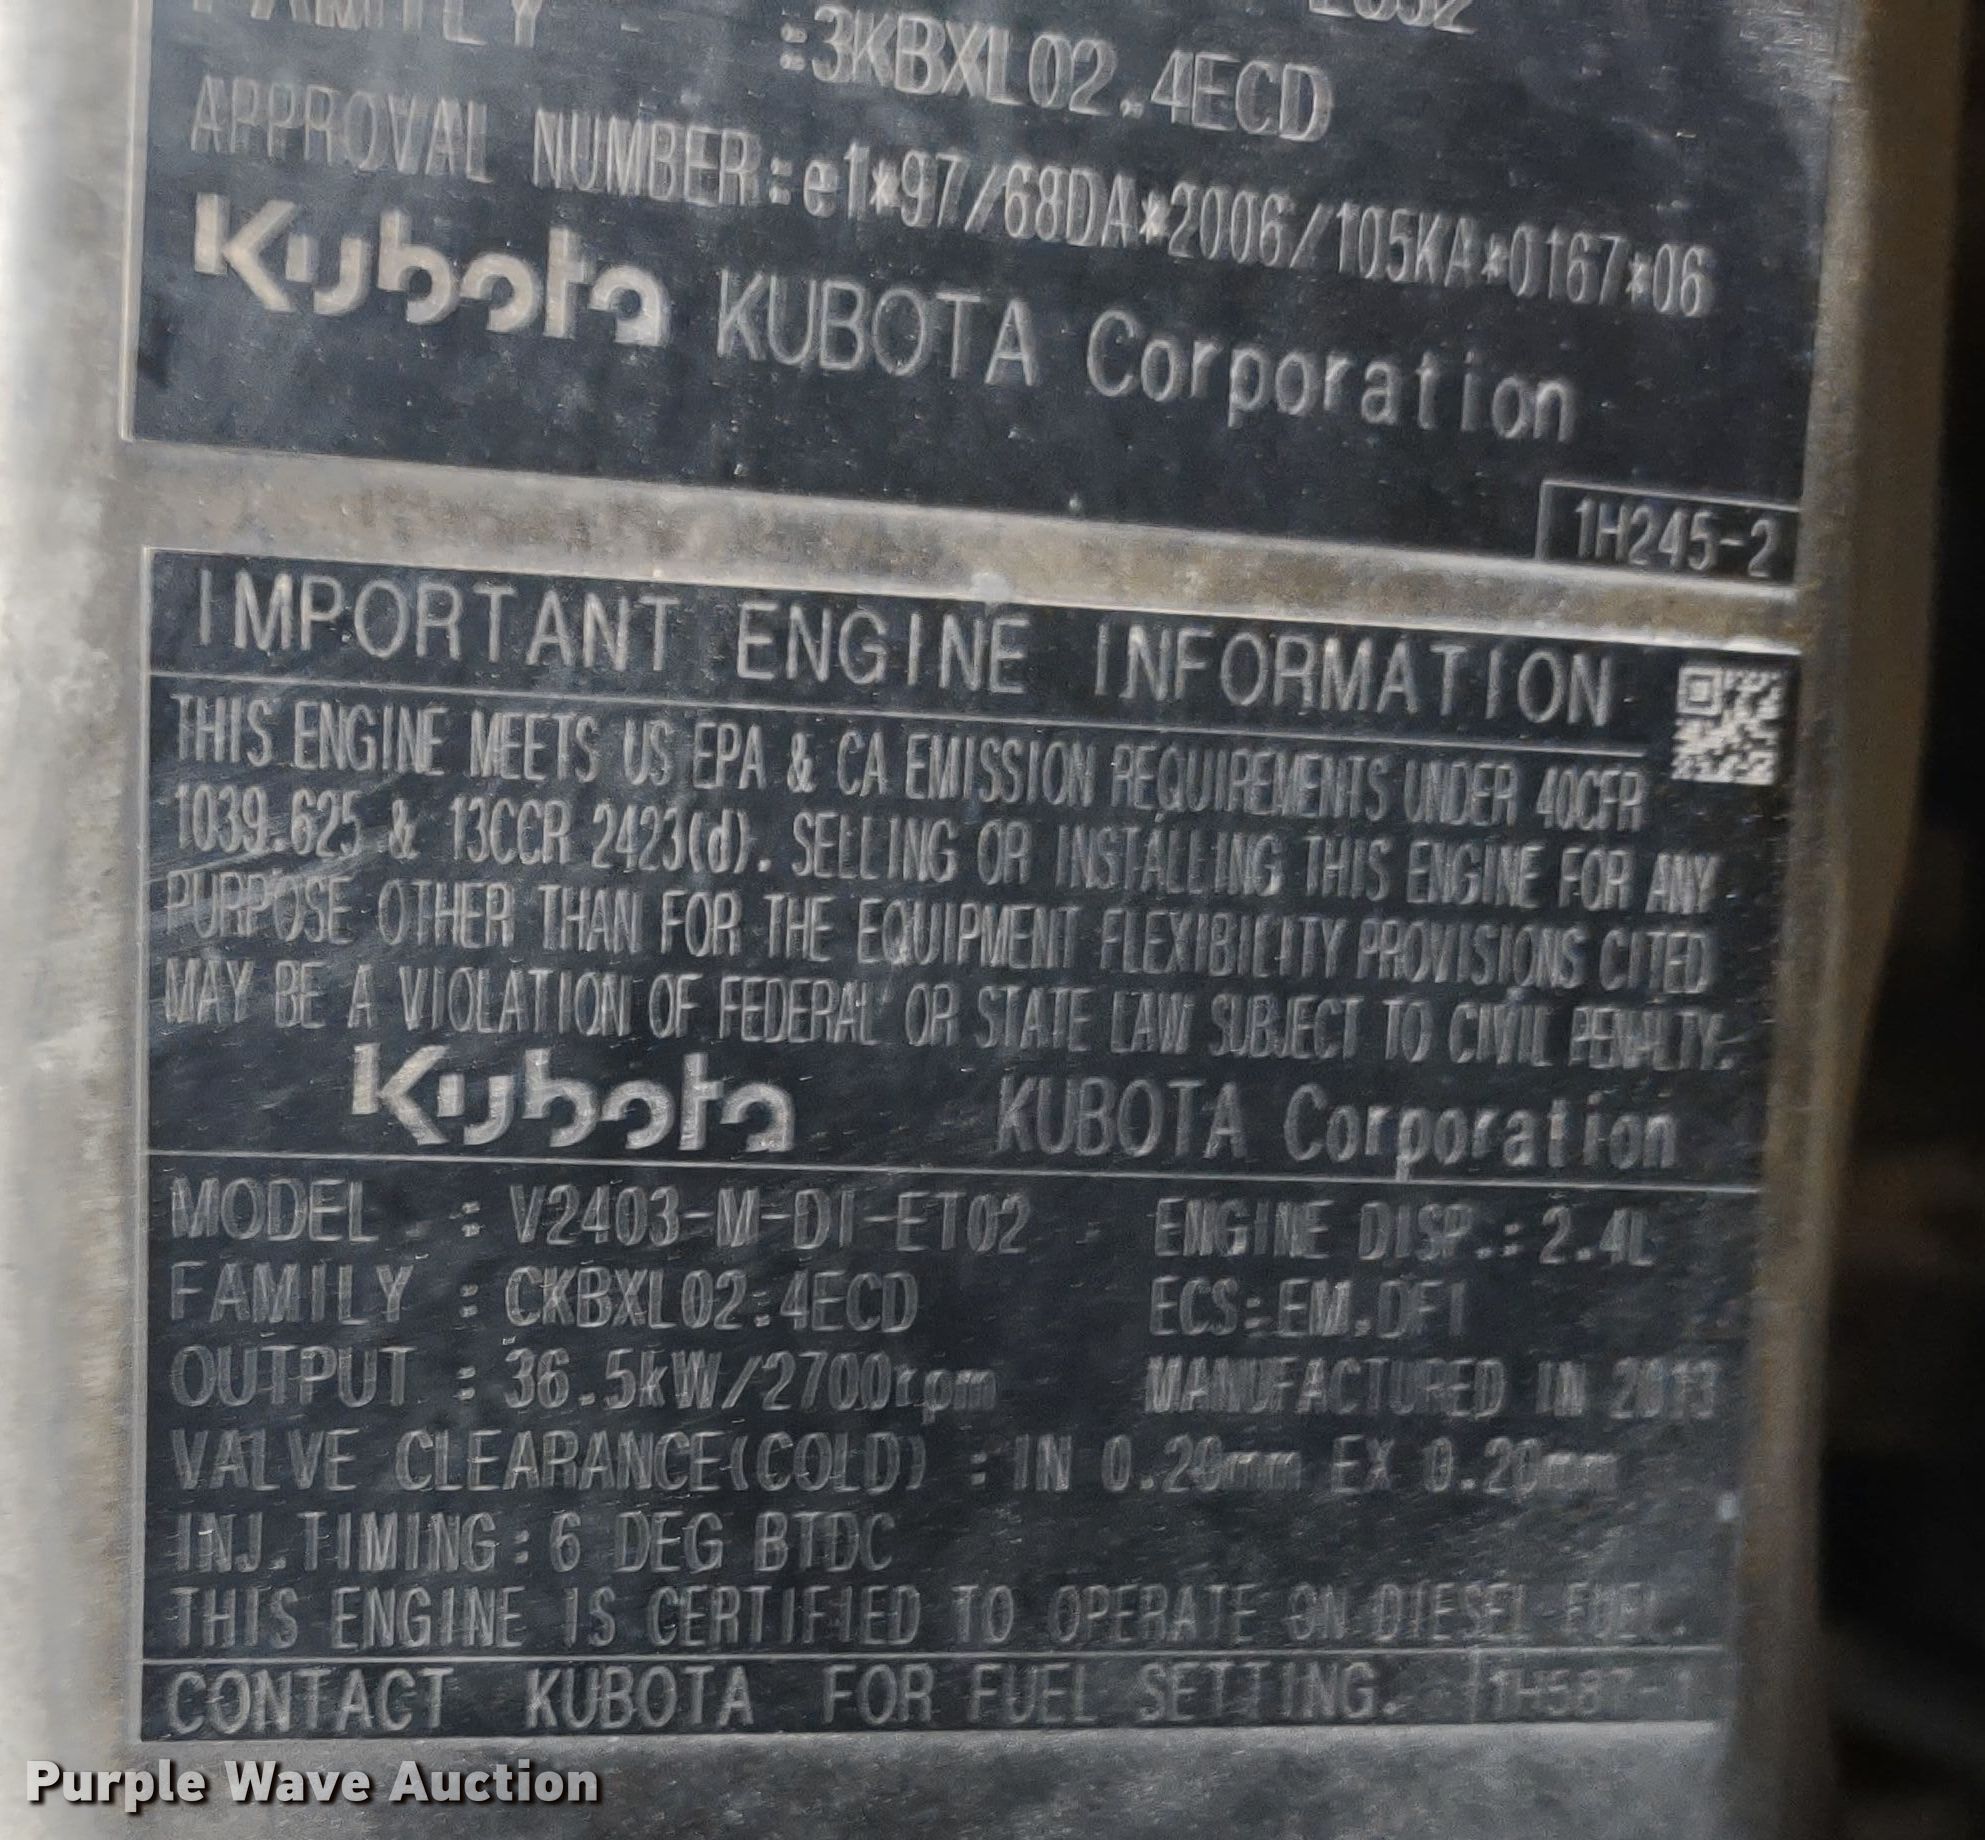 FAMILY :3KBXL02.4ECD
APPROVAL NUMBER:e1*97/68DA*2006/105KA*0167*06
Kubota KUBOTA Corporation
1H245-2
IMPORTANT ENGINE INFORMATION
THIS ENGINE MEETS US EPA & CA EMISSION REQUIREMENTS UNDER 40CFR
1039.625 & 13CCR 2423(d). SELLING OR INSTALLING THIS ENGINE FOR ANY
PURPOSE OTHER THAN FOR THE EQUIPMENT FLEXIBILITY PROVISIONS CITED
MAY BE A VIOLATION OF FEDERAL OR STATE LAW SUBJECT TO CIVIL PENALTY.
Kubota KUBOTA Corporation
MODEL : V2403-M-DI-ET02 ENGINE DISP.: 2.4L
FAMILY : CKBXL02.4ECD ECS: EM,DFI
OUTPUT : 36.5kW/2700rpm MANUFACTURED IN 2013
VALVE CLEARANCE(COLD) : IN 0.20mm EX 0.20mm
INJ.TIMING: 6 DEG BTDC
THIS ENGINE IS CERTIFIED TO OPERATE ON DIESEL FUEL.
CONTACT KUBOTA FOR FUEL SETTING. 1H587-1
Purple Wave Auction